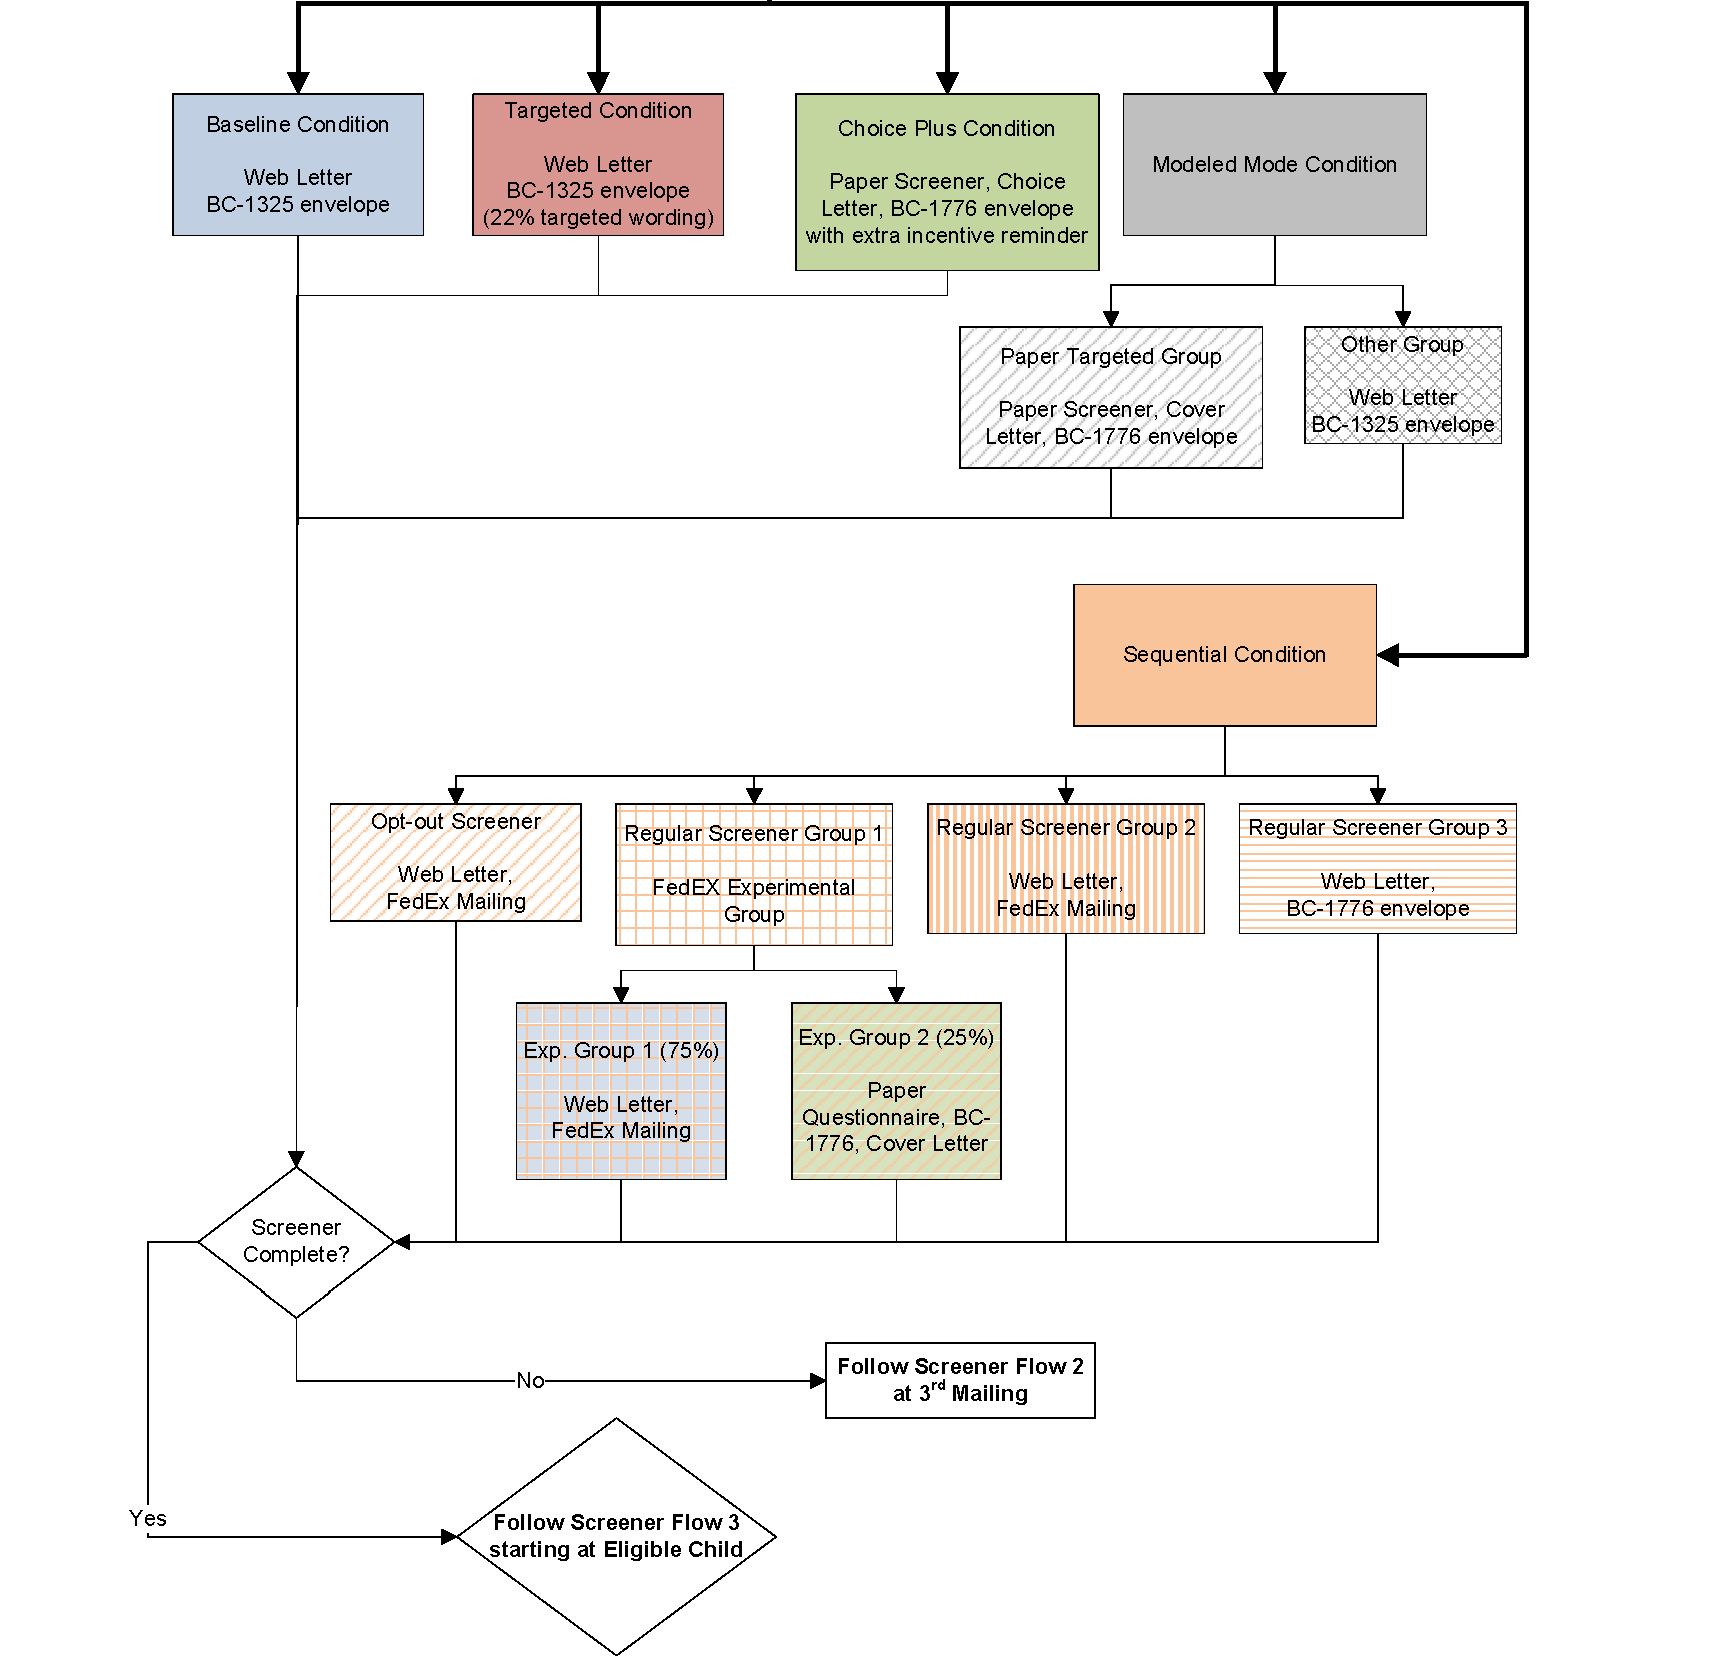 Baseline Condition
Web Letter
BC-1325 envelope
Targeted Condition
Web Letter
BC-1325 envelope
(22% targeted wording)
Choice Plus Condition
Paper Screener, Choice
Letter, BC-1776 envelope
with extra incentive reminder
Modeled Mode Condition
Paper Targeted Group
Paper Screener, Cover
Letter, BC-1776 envelope
Other Group
Web Letter
BC-1325 envelope
Sequential Condition
Opt-out Screener
Web Letter,
FedEx Mailing
Regular Screener Group 1
FedEX Experimental
Group
Regular Screener Group 2
Web Letter,
FedEx Mailing
Regular Screener Group 3
Web Letter,
BC-1776 envelope
Exp. Group 1 (75%)
Web Letter,
FedEx Mailing
Exp. Group 2 (25%)
Paper
Questionnaire, BC-
1776, Cover Letter
Screener
Complete?
No
Follow Screener Flow 2
at 3rd Mailing
Yes
Follow Screener Flow 3
starting at Eligible Child